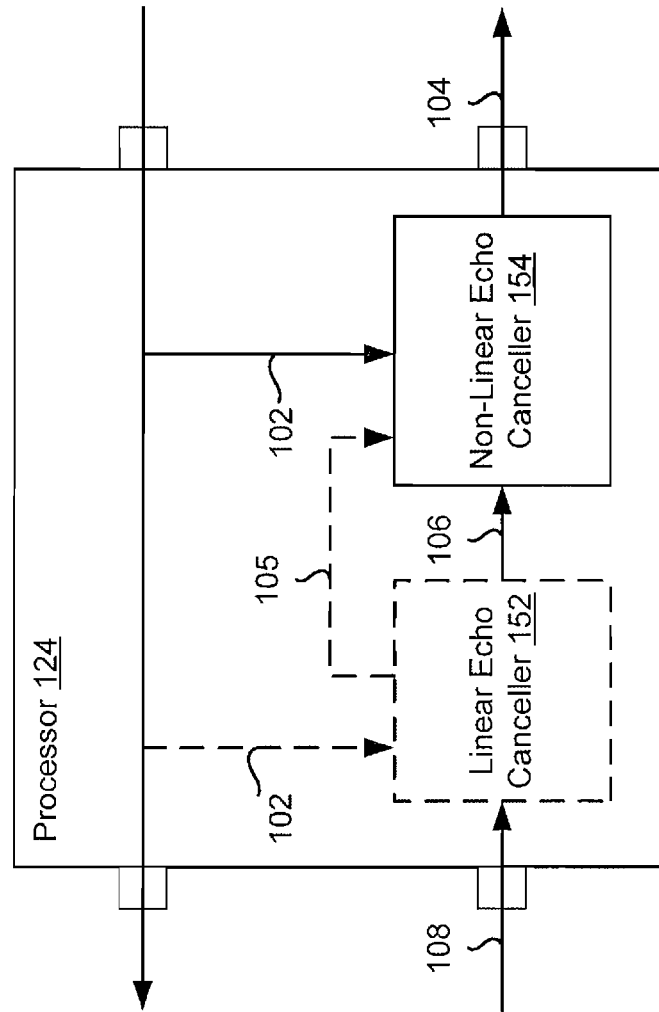 Processor 124
102
102
105
Linear Echo
Canceller 152
106
Non-Linear Echo
Canceller 154
108
104